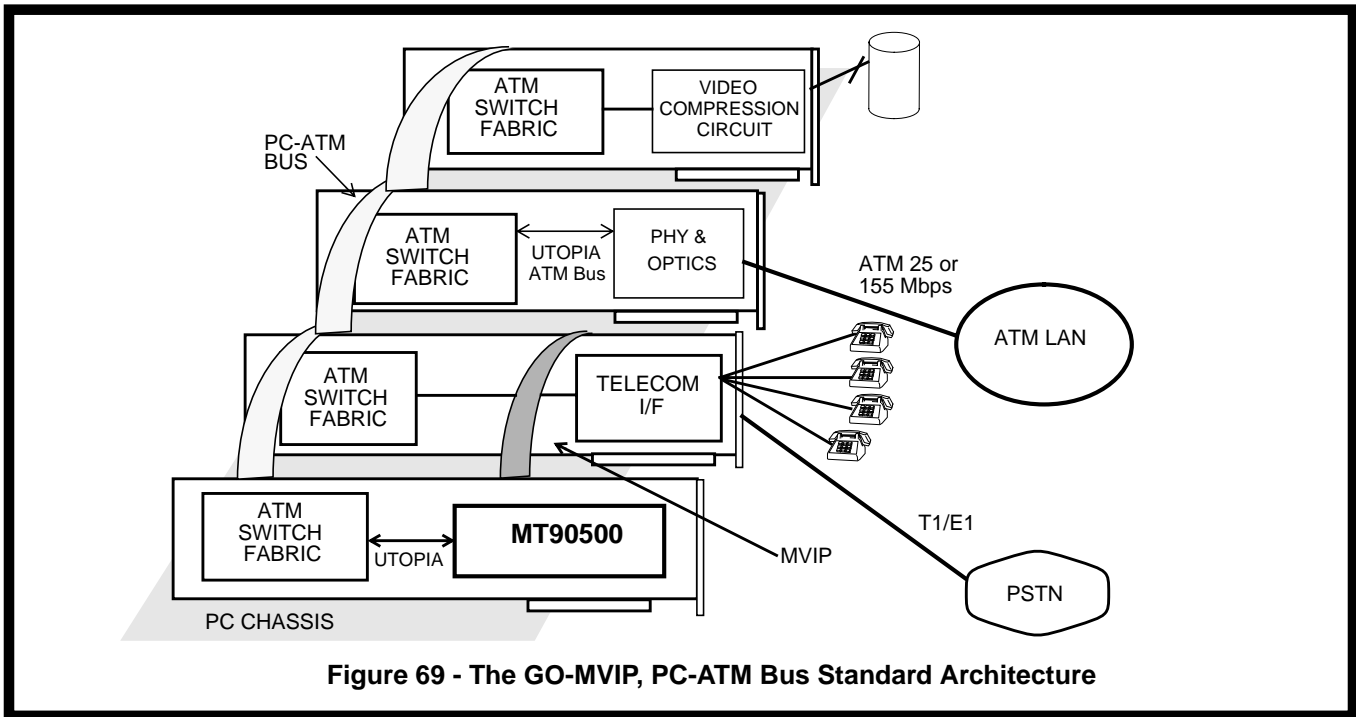 ATM
SWITCH
FABRIC
VIDEO
COMPRESSION
CIRCUIT
PC-ATM
BUS
ATM
SWITCH
FABRIC
UTOPIA
ATM Bus
PHY &
OPTICS
ATM 25 or
155 Mbps
ATM LAN
ATM
SWITCH
FABRIC
TELECOM
I/F
ATM
SWITCH
FABRIC
UTOPIA
MT90500
MVIP
T1/E1
PSTN
PC CHASSIS
Figure 69 - The GO-MVIP, PC-ATM Bus Standard Architecture